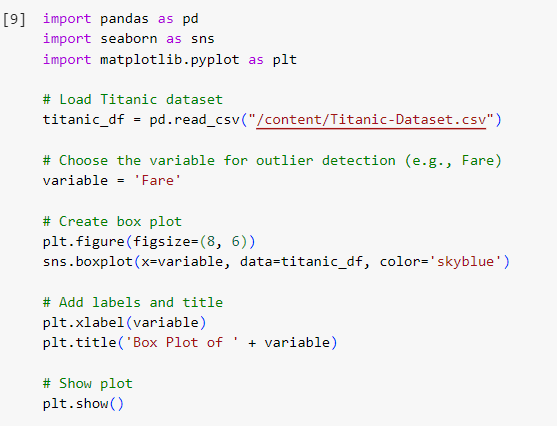 [9] import pandas as pd
import seaborn as sns
import matplotlib.pyplot as plt
# Load Titanic dataset
titanic_df = pd.read_csv("/content/Titanic-Dataset.csv")
# Choose the variable for outlier detection (e.g., Fare)
variable = 'Fare'
# Create box plot
plt.figure(figsize=(8, 6))
sns.boxplot(x=variable, data=titanic_df, color='skyblue')
# Add labels and title
plt.xlabel(variable)
plt.title('Box Plot of ' + variable)
# Show plot
plt.show()